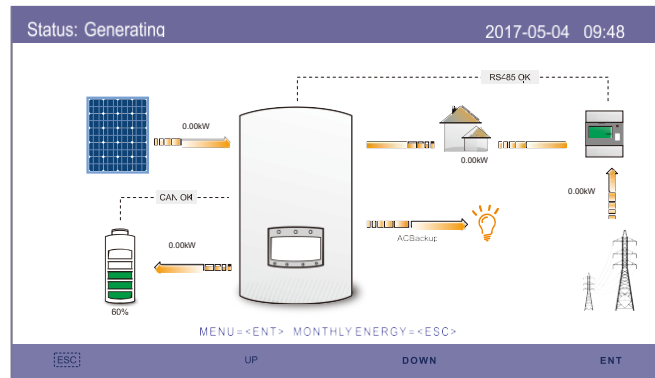 Status: Generating
2017-05-04 09:48
RS485 OK
0.00kW
0.00kW
0.00kW
CAN OK
0.00kW
ACBackup
60%
MENU=<ENT> MONTHLY ENERGY=<ESC>
ESC UP DOWN ENT